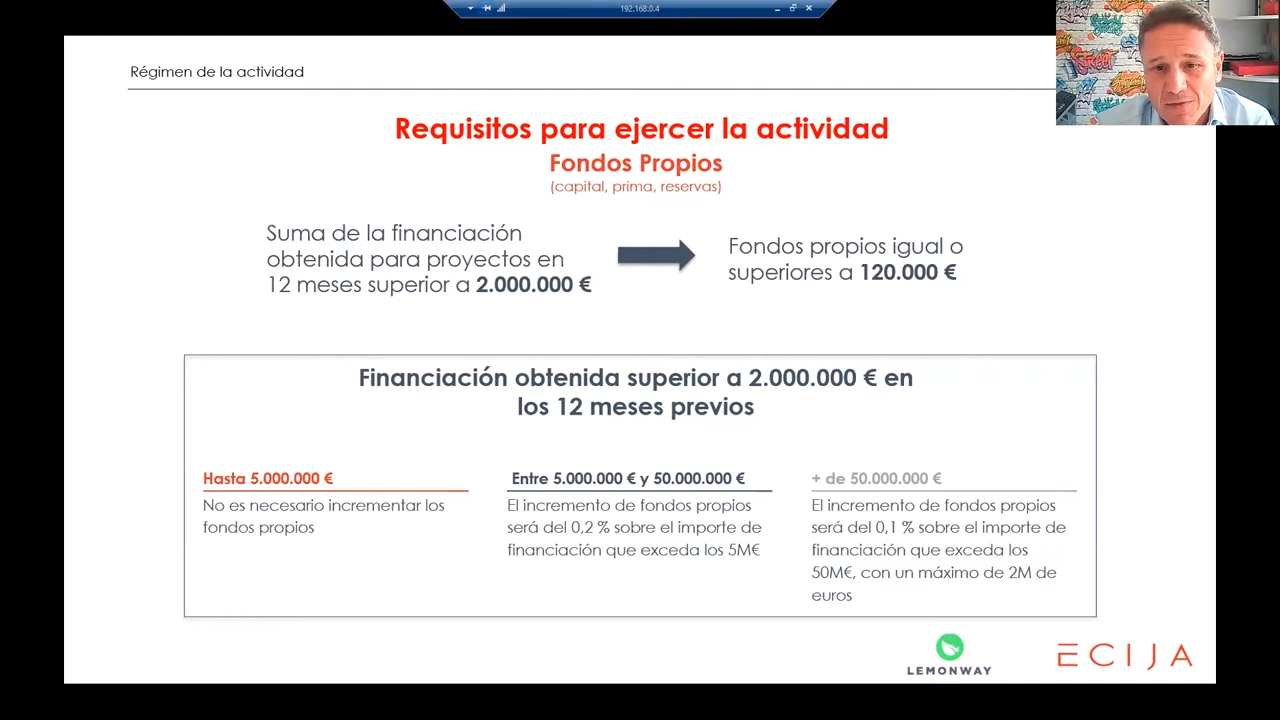 192.168.0.4
Régimen de la actividad
Requisitos para ejercer la actividad
Fondos Propios
(capital, prima, reservas)
Suma de la financiación
obtenida para proyectos en
12 meses superior a 2.000.000 €
Fondos propios igual o
superiores a 120.000 €
Financiación obtenida superior a 2.000.000 € en
los 12 meses previos
Hasta 5.000.000 €
No es necesario incrementar los
fondos propios
Entre 5.000.000 € y 50.000.000 €
El incremento de fondos propios
será del 0,2 % sobre el importe de
financiación que exceda los 5M€
+ de 50.000.000 €
El incremento de fondos propios
será del 0,1 % sobre el importe de
financiación que exceda los
50M€, con un máximo de 2M de
euros
LEMONWAY
ECIJA